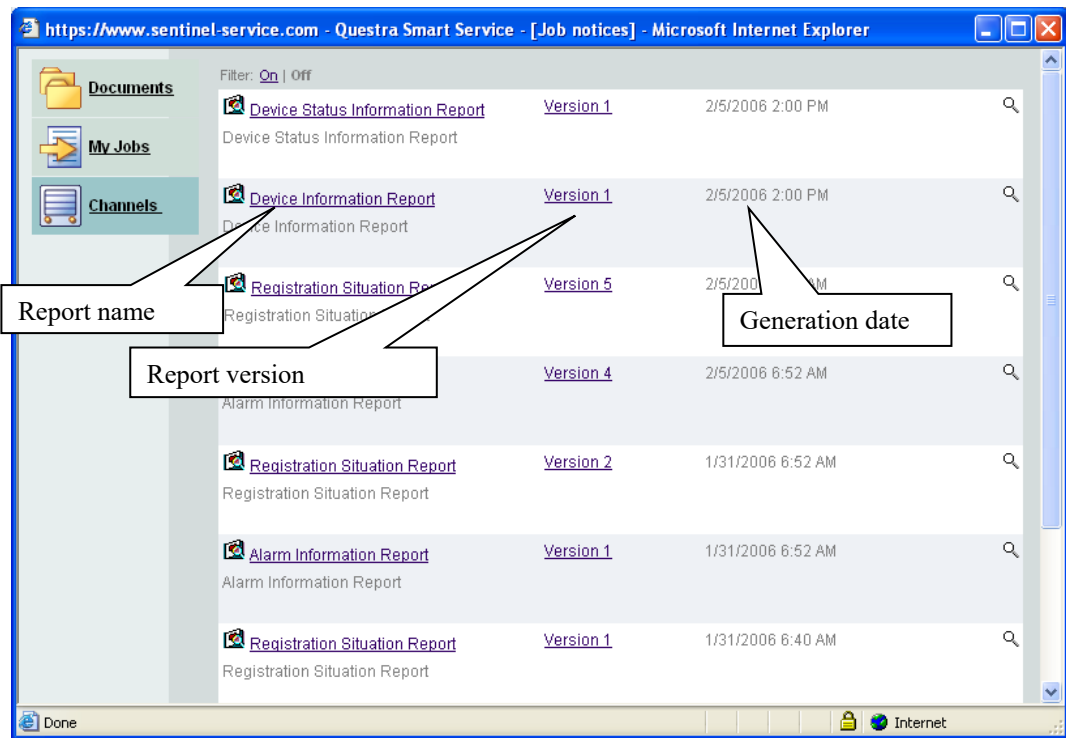 https://www.sentinel-service.com - Questra Smart Service - [Job notices] - Microsoft Internet Explorer
Documents
My Jobs
Channels
Filter: On | Off
Device Status Information Report Version 1 2/5/2006 2:00 PM
Device Status Information Report
Device Information Report Version 1 2/5/2006 2:00 PM
Device Information Report
Registration Situation Version 5
Registration
Report name
Generation date
Report version
Version 4 2/5/2006 6:52 AM
Alarm Information Report
Registration Situation Report Version 2 1/31/2006 6:52 AM
Registration Situation Report
Alarm Information Report Version 1 1/31/2006 6:52 AM
Alarm Information Report
Registration Situation Report Version 1 1/31/2006 6:40 AM
Registration Situation Report
Done
Internet